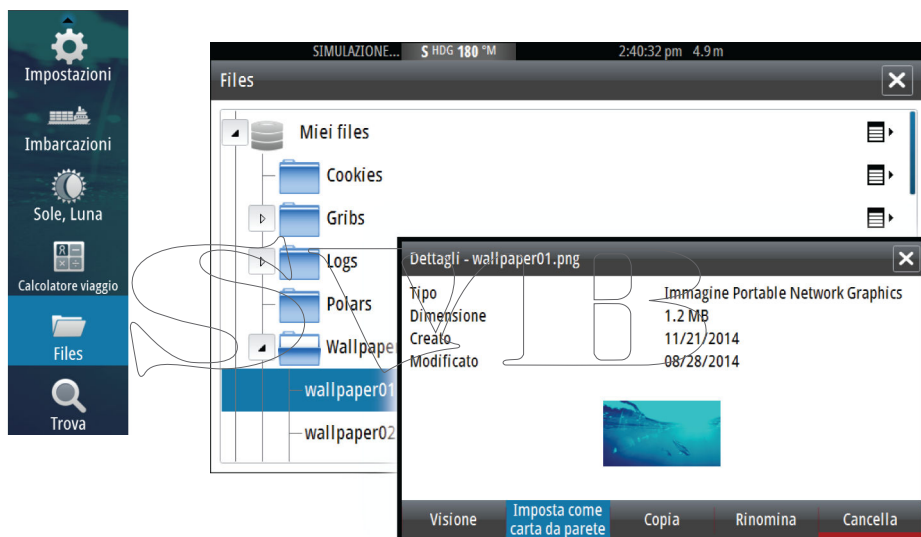 Impostazioni
Imbarcazioni
Sole, Luna
Calcolatore viaggio
Files
Trova
SIMULAZIONE... S HDG 180 °M 2:40:32 pm 4.9 m
Files
Miei files
Cookies
Gribs
Logs
Polars
Wallpape
wallpaper01
wallpaper02
Dettagli - wallpaper01.png
Tipo Immagine Portable Network Graphics
Dimensione 1.2 MB
Creato 11/21/2014
Modificato 08/28/2014
Visione
Imposta come
carta da parete
Copia
Rinomina
Cancella